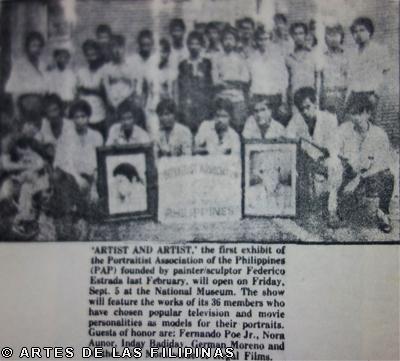 PHILIPPINES
'ARTIST AND ARTIST,' the first exhibit of
the Portraitist Association of the Philippines
(PAP) founded by painter/sculptor Federico
Estrada last February, will open on Friday,
Sept. 5 at the National Museum. The show
will feature the works of its 36 members who
have chosen popular television and movie
personalities as models for their portraits.
Guests of honor are: Fernando Poe Jr., Nora
Aunor, Inday Badiday, German Moreno and
Films.
© ARTES DE LAS FILIPINAS